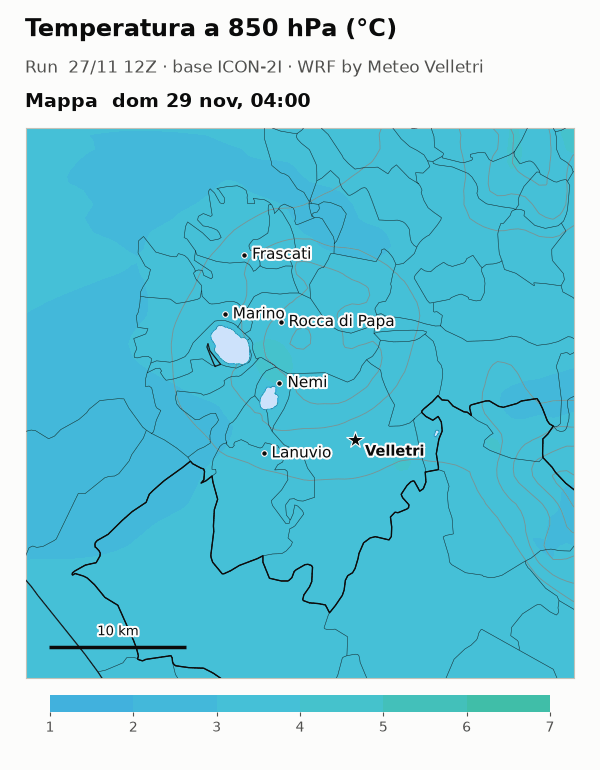 Temperatura a 850 hPa (°C)
Run  27/11 12Z · base ICON-2I · WRF by Meteo Velletri
Mappa  dom 29 nov, 04:00
Frascati
Marino
Rocca di Papa
Nemi
Velletri
Lanuvio
10 km
1 2 3 4 5 6 7